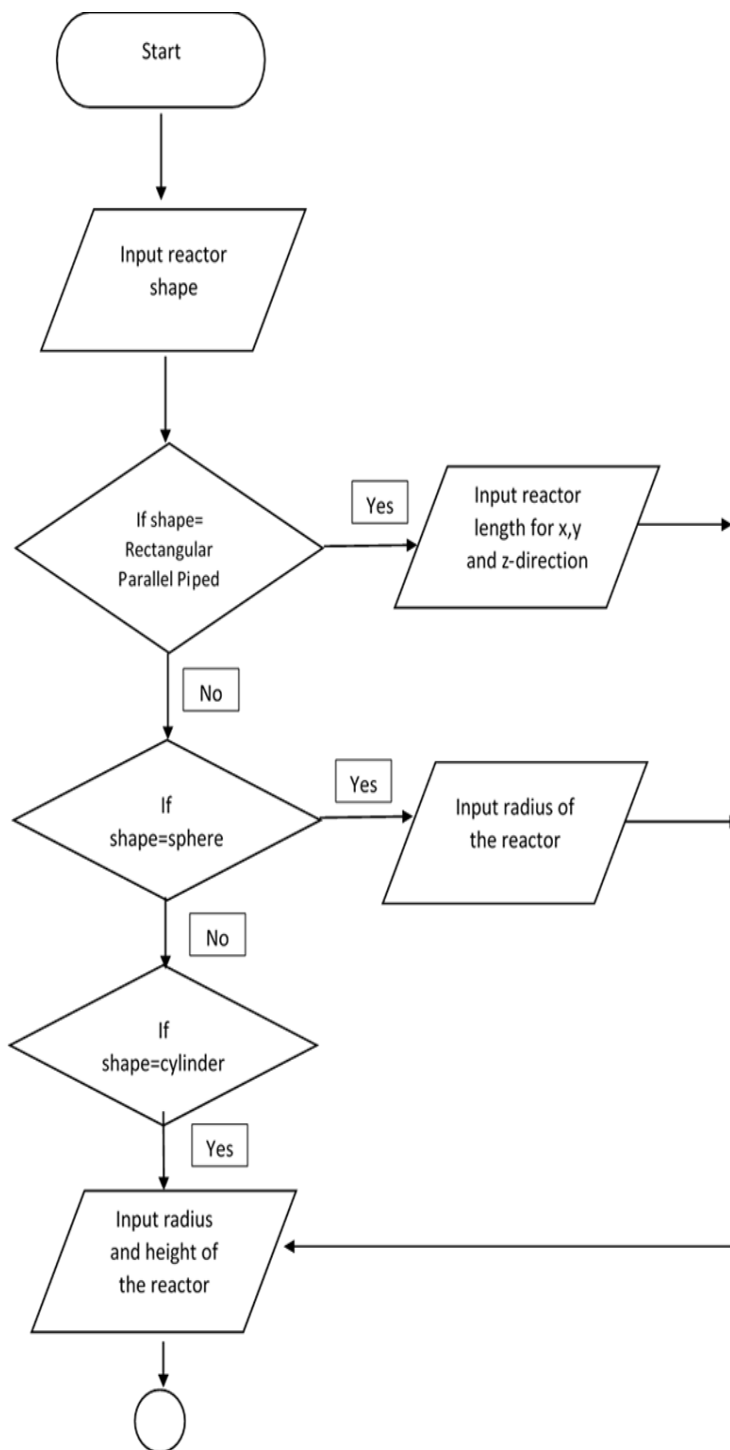 Start
Input reactor
shape
If shape=
Rectangular
Parallel Piped
Yes
Input reactor
length for x,y
and z-direction
No
If
shape=sphere
Yes
Input radius of
the reactor
No
If
shape=cylinder
Yes
Input radius
and height of
the reactor